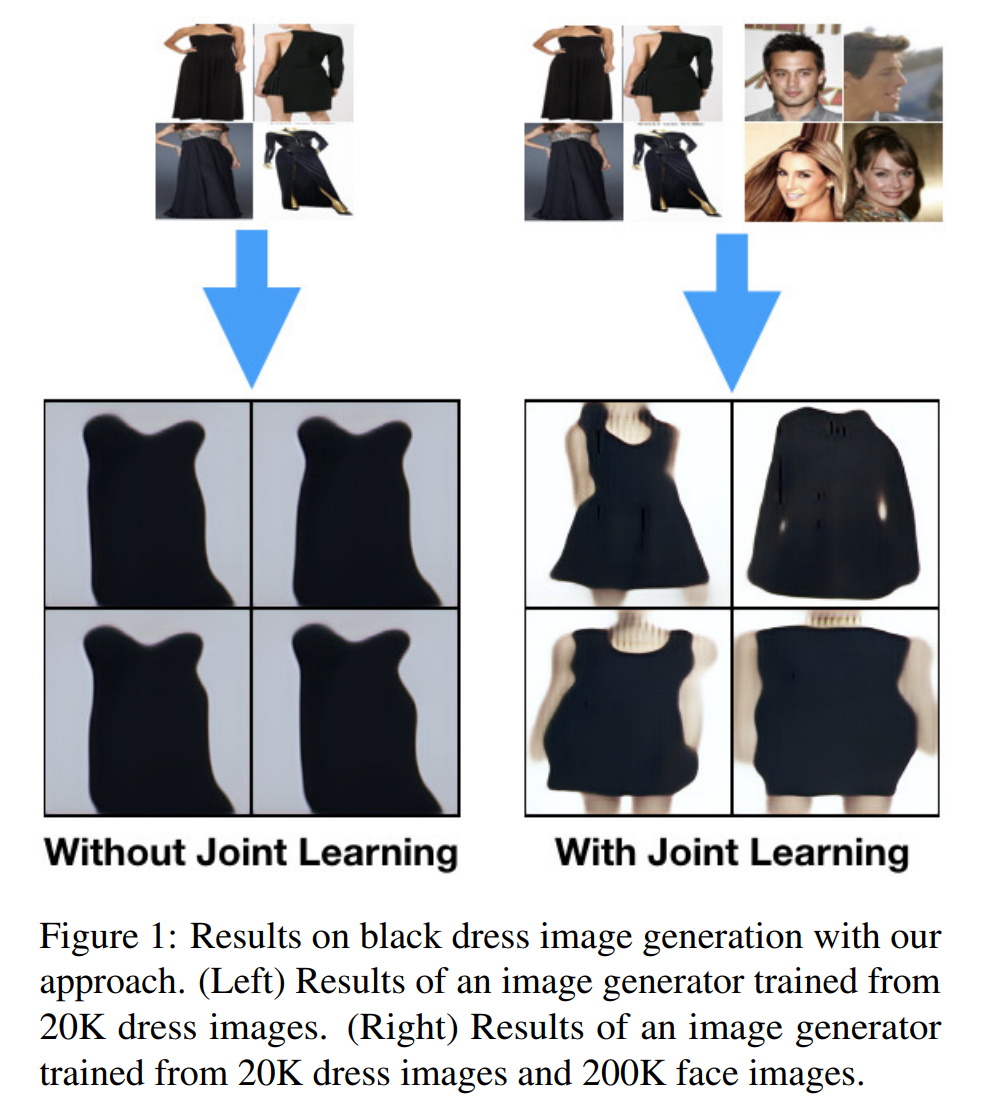 Without Joint Learning
With Joint Learning
Figure 1: Results on black dress image generation with our
approach. (Left) Results of an image generator trained from
20K dress images. (Right) Results of an image generator
trained from 20K dress images and 200K face images.